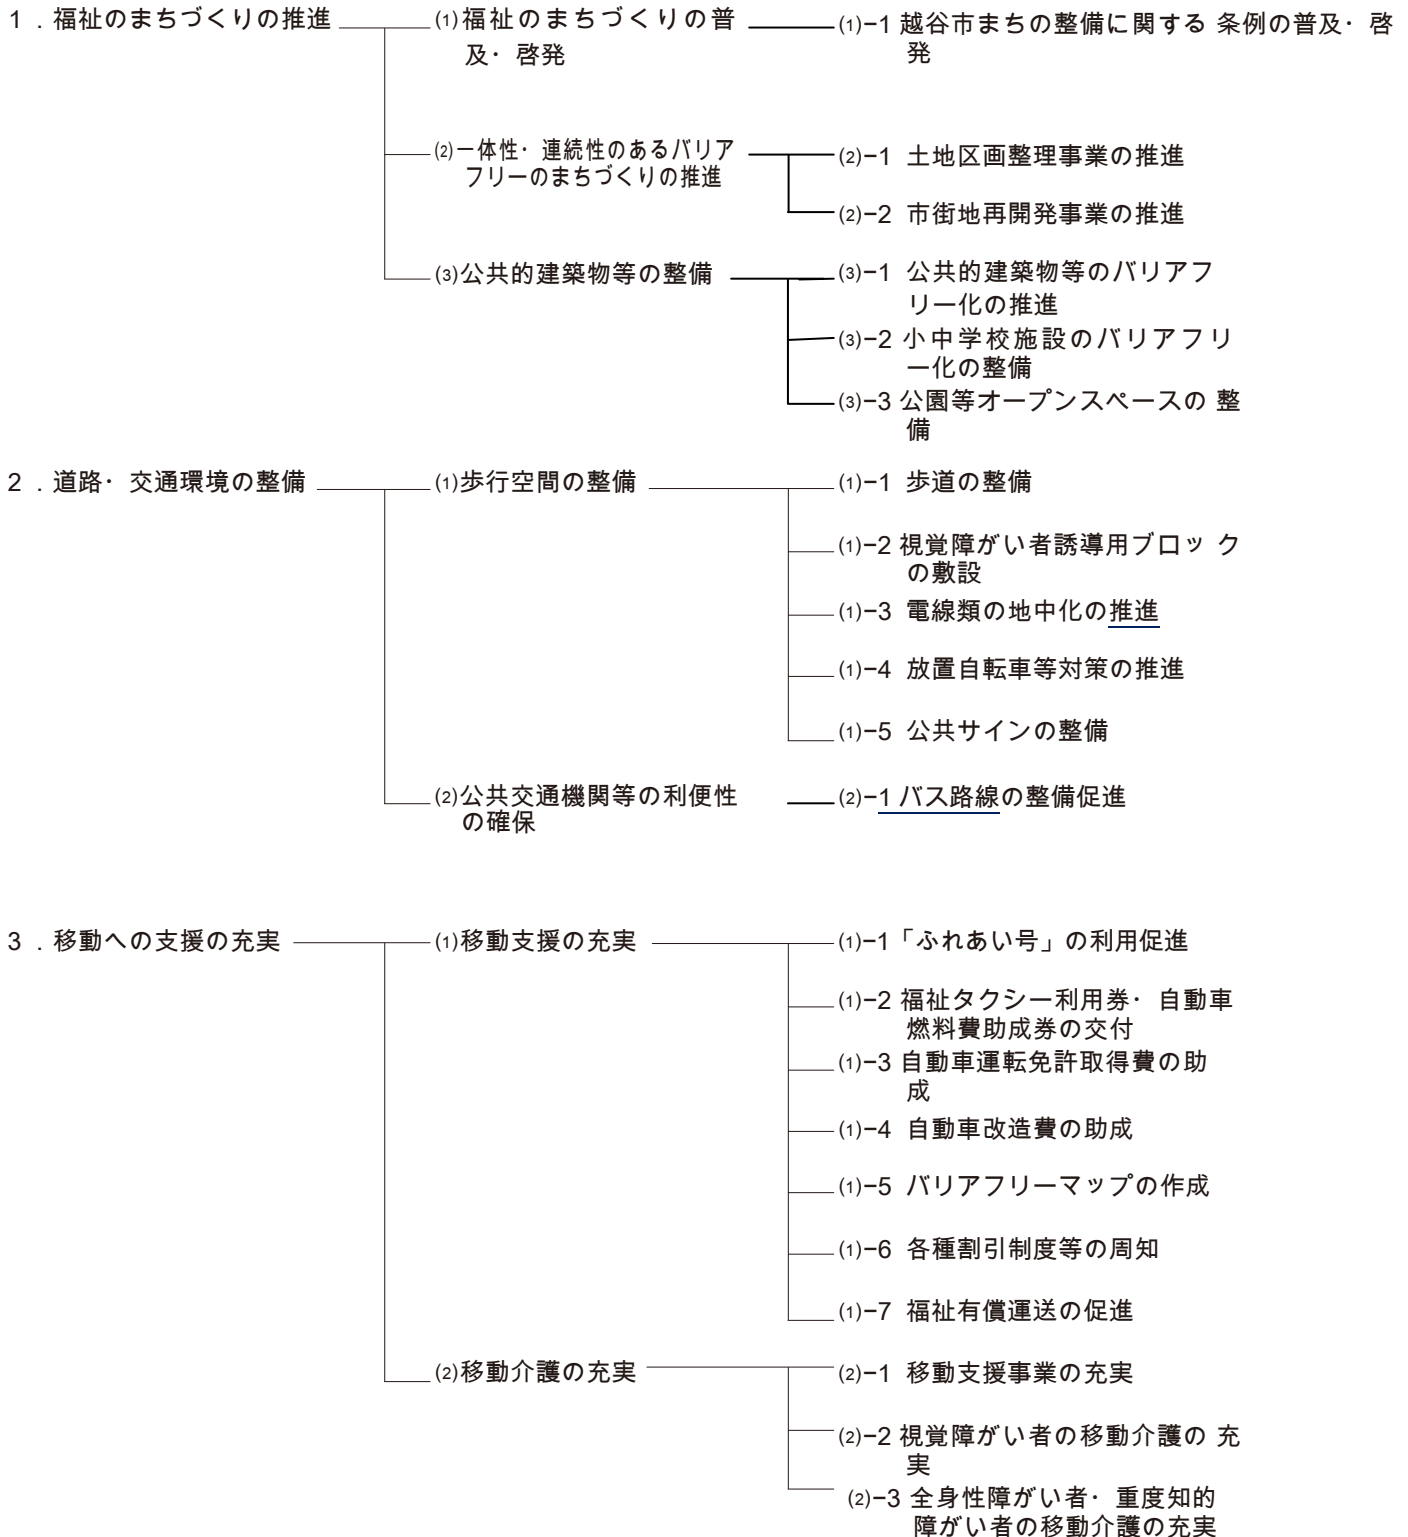 1．福祉のまちづくりの推進
(1)福祉のまちづくりの普
及・啓発
(1)−1 越谷市まちの整備に関する 条例の普及・啓
発
(2)一体性・連続性のあるバリア
フリーのまちづくりの推進
(2)−1 土地区画整理事業の推進
(2)−2 市街地再開発事業の推進
(3)公共的建築物等の整備
(3)−1 公共的建築物等のバリアフ
リー化の推進
(3)−2 小中学校施設のバリアフリ
ー化の整備
(3)−3 公園等オープンスペースの 整
備
2．道路・交通環境の整備
(1)歩行空間の整備
(1)−1 歩道の整備
(1)−2 視覚障がい者誘導用ブロッ ク
の敷設
(1)−3 電線類の地中化の推進
(1)−4 放置自転車等対策の推進
(1)−5 公共サインの整備
(2)公共交通機関等の利便性
の確保
(2)−1 バス路線の整備促進
3．移動への支援の充実
(1)移動支援の充実
(1)−1「ふれあい号」の利用促進
(1)−2 福祉タクシー利用券・自動車
燃料費助成券の交付
(1)−3 自動車運転免許取得費の助
成
(1)−4 自動車改造費の助成
(1)−5 バリアフリーマップの作成
(1)−6 各種割引制度等の周知
(1)−7 福祉有償運送の促進
(2)移動介護の充実
(2)−1 移動支援事業の充実
(2)−2 視覚障がい者の移動介護の 充
実
(2)−3 全身性障がい者・重度知的
障がい者の移動介護の充実